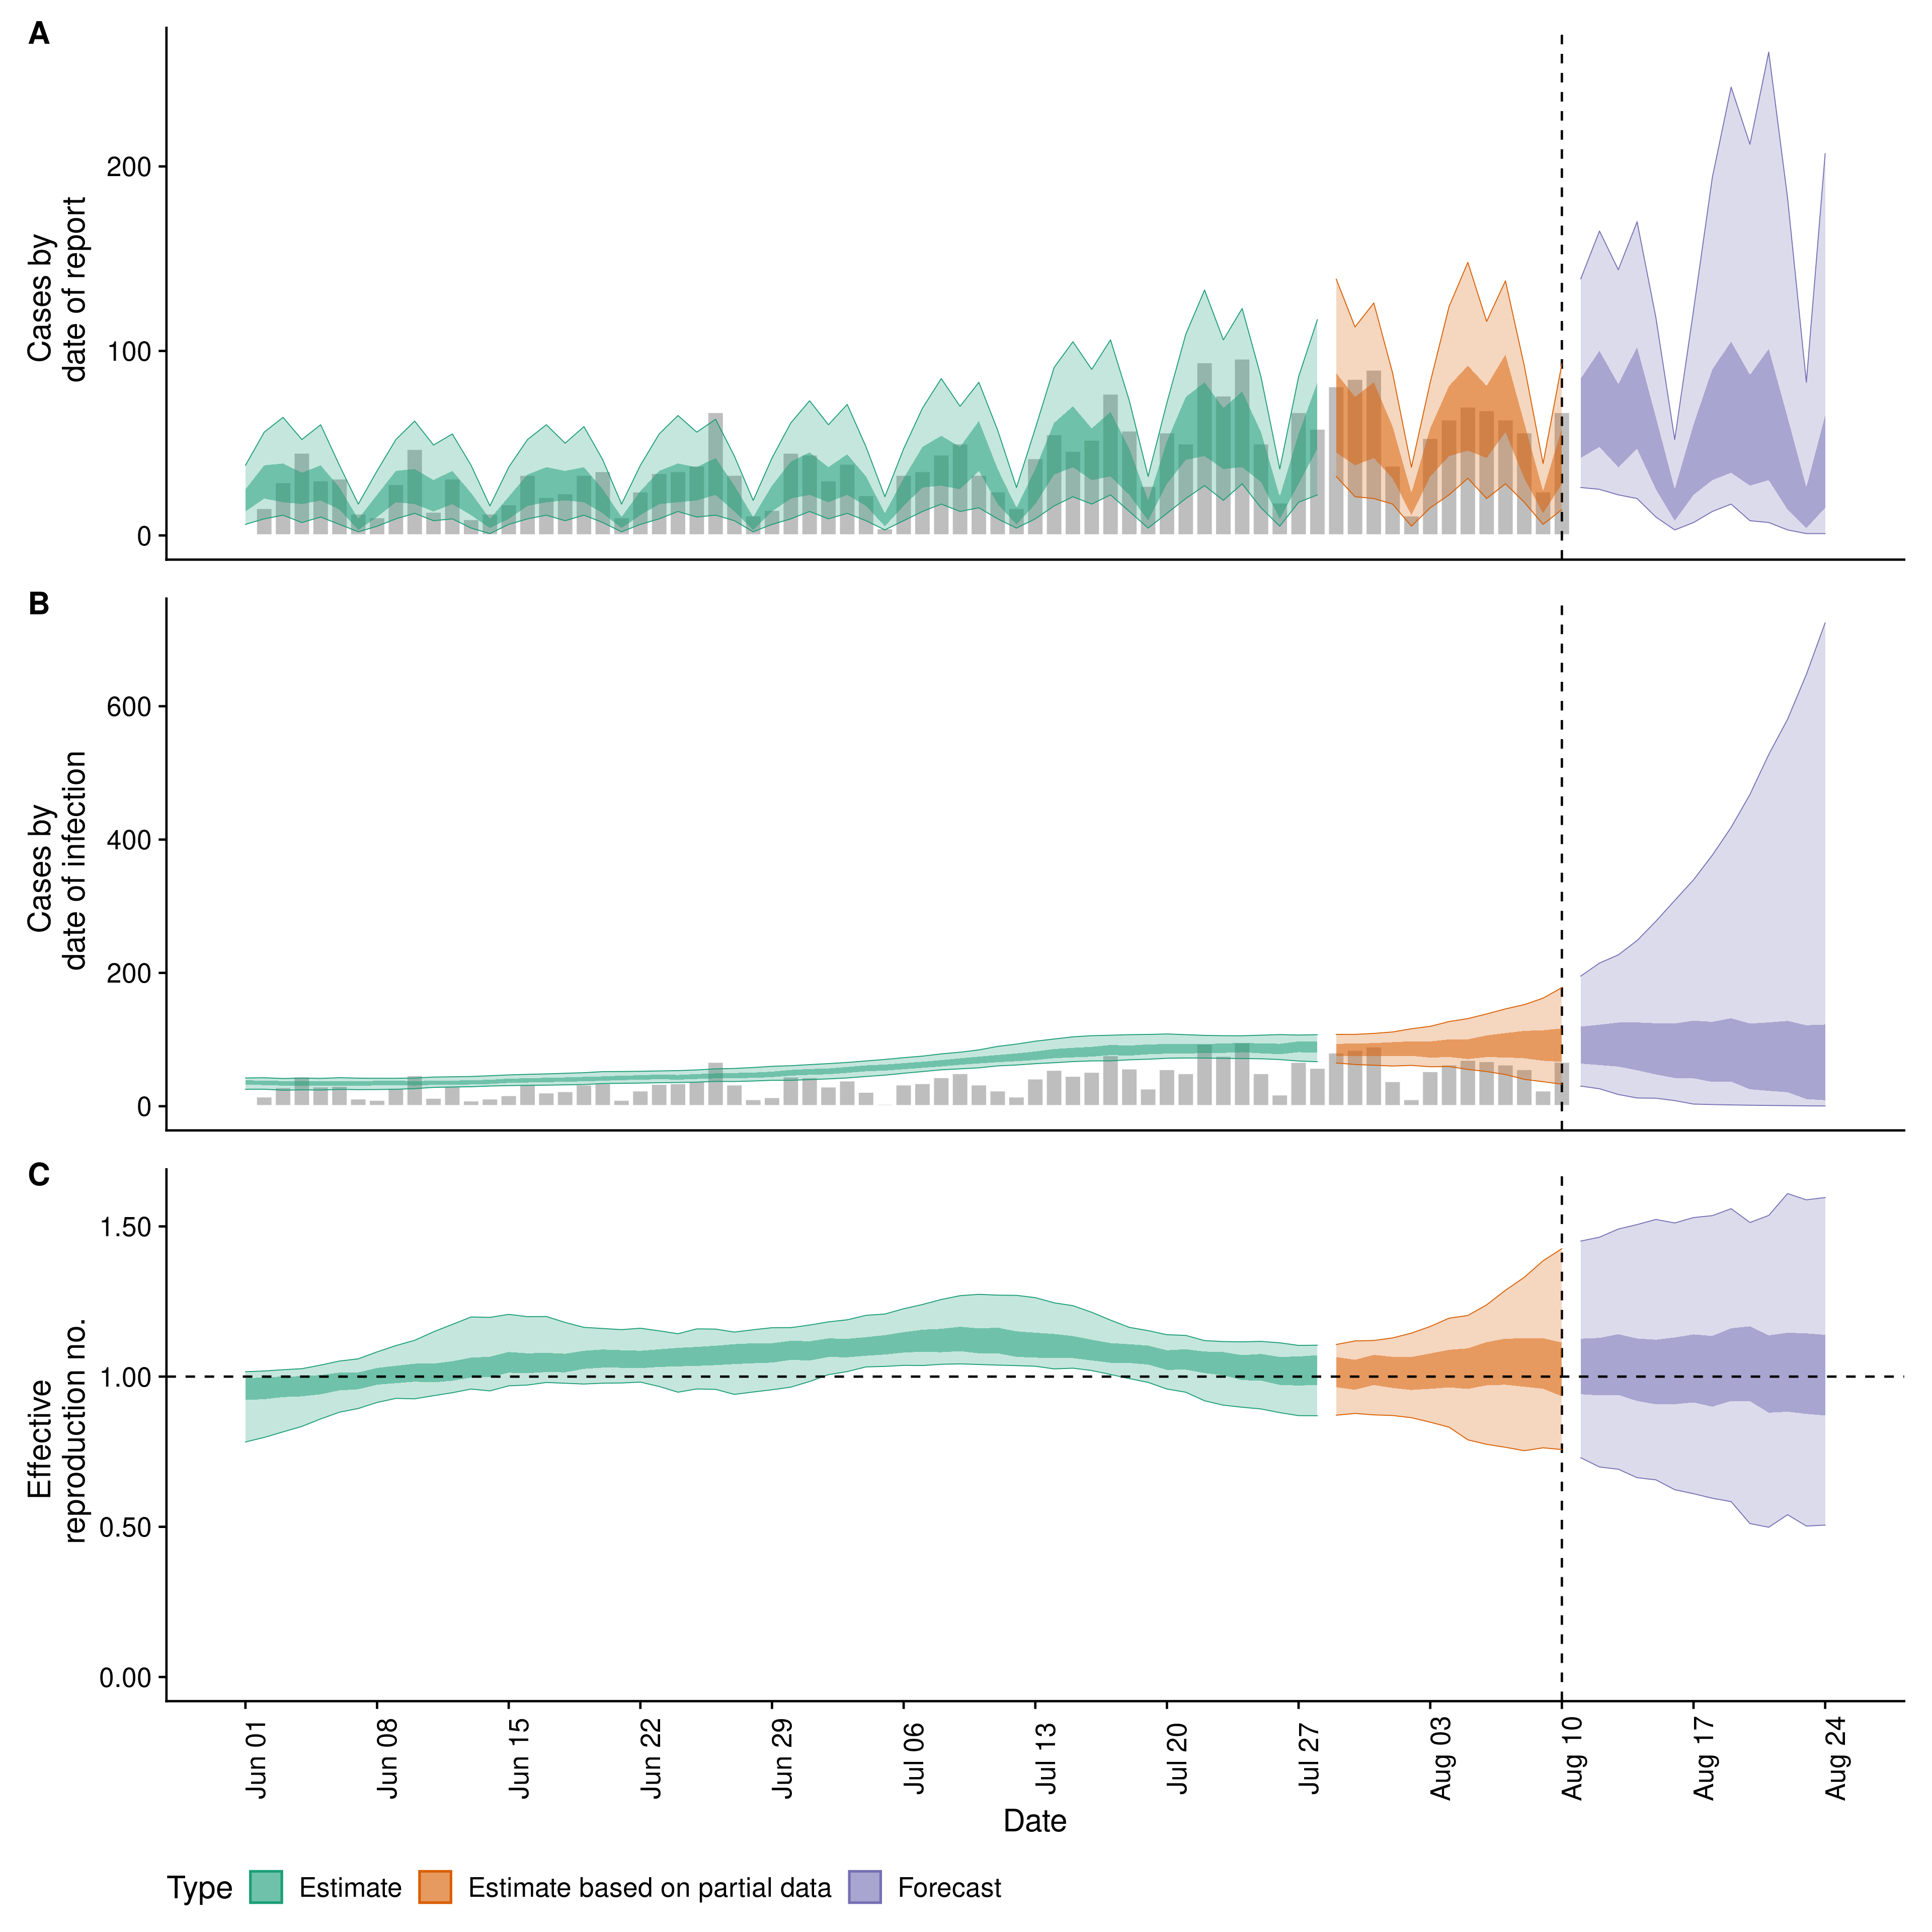 A
Cases by
date of report
200
100
0
B
Cases by
date of infection
600
400
200
0
C
Effective
reproduction no.
1.50
1.00
0.50
0.00
Jun 01
Jun 08
Jun 15
Jun 22
Jun 29
Jul 06
Jul 13
Jul 20
Jul 27
Aug 03
Aug 10
Aug 17
Aug 24
Date
Type Estimate Estimate based on partial data Forecast